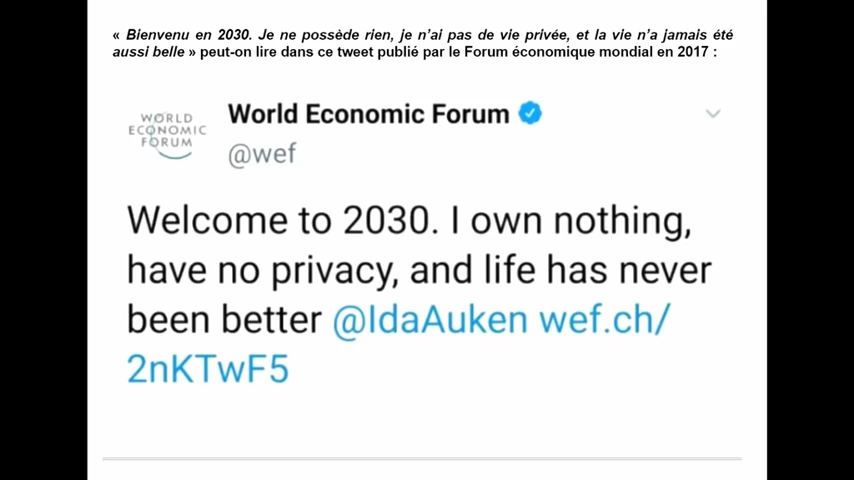 « Bienvenu en 2030. Je ne possède rien, je n’ai pas de vie privée, et la vie n’a jamais été
aussi belle » peut-on lire dans ce tweet publié par le Forum économique mondial en 2017 :
WORLD
ECONOMIC
FORUM
World Economic Forum
@wef
Welcome to 2030. I own nothing,
have no privacy, and life has never
been better @IdaAuken wef.ch/
2nKTwF5